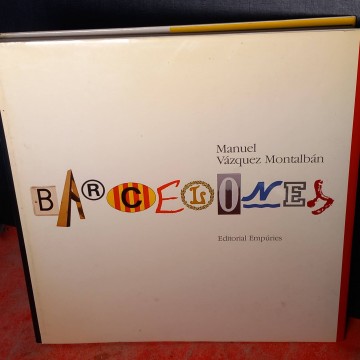 Manuel
Vázquez Montalbán
BARCELONES
Editorial Empúries